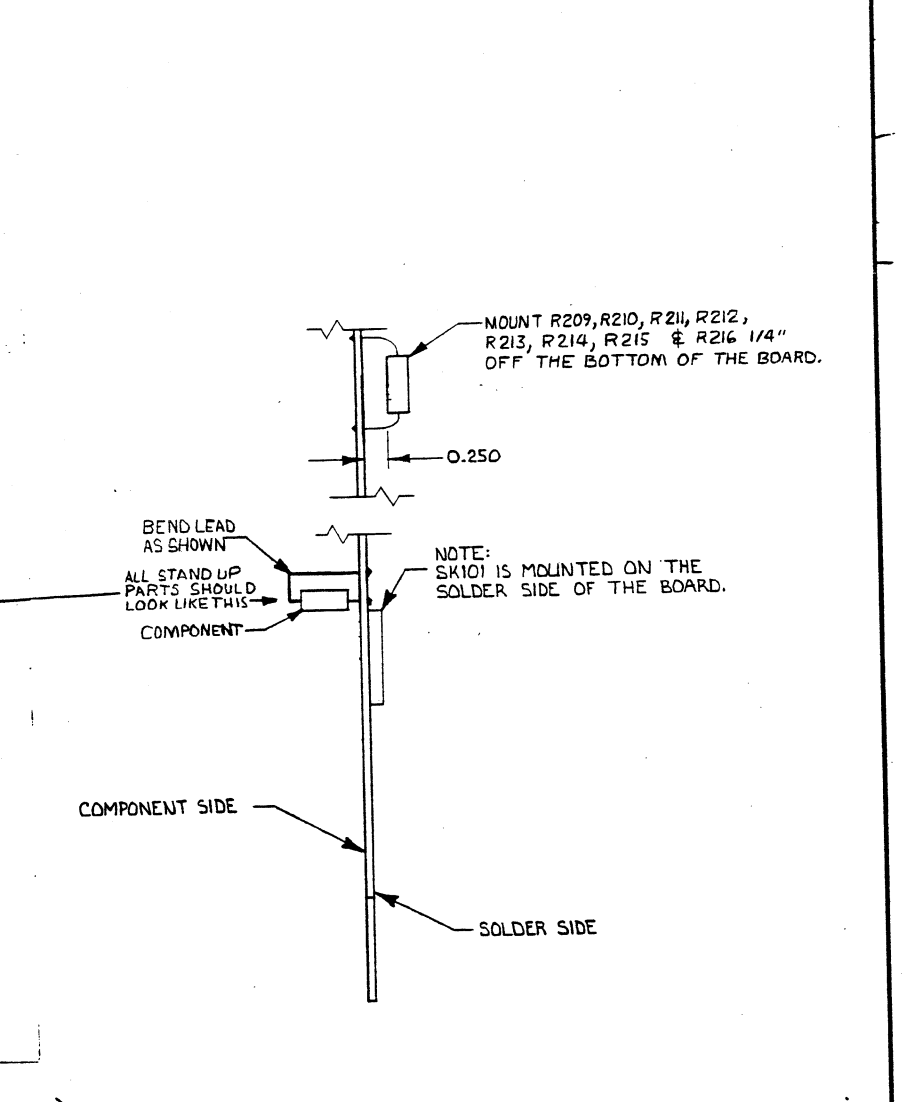 MOUNT R209, R210, R211, R212,
R213, R214, R215 & R216 1/4"
OFF THE BOTTOM OF THE BOARD.
0.250
BEND LEAD
AS SHOWN
ALL STAND UP
PARTS SHOULD
LOOK LIKE THIS
COMPONENT
NOTE:
SK101 IS MOUNTED ON THE
SOLDER SIDE OF THE BOARD.
COMPONENT SIDE
SOLDER SIDE